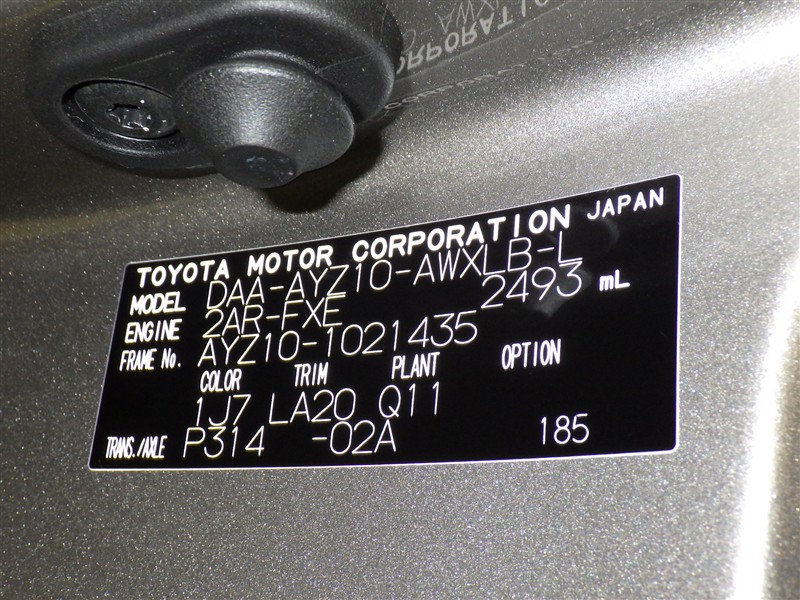 TOYOTA MOTOR CORPORATION JAPAN
MODEL DAA-AYZ10-AWXLB-L
ENGINE 2AR-FXE 2493 mL
FRAME No. AYZ10-1021435
COLOR TRIM PLANT OPTION
1J7 LA20 Q11
TRANS./AXLE P314 -02A 185